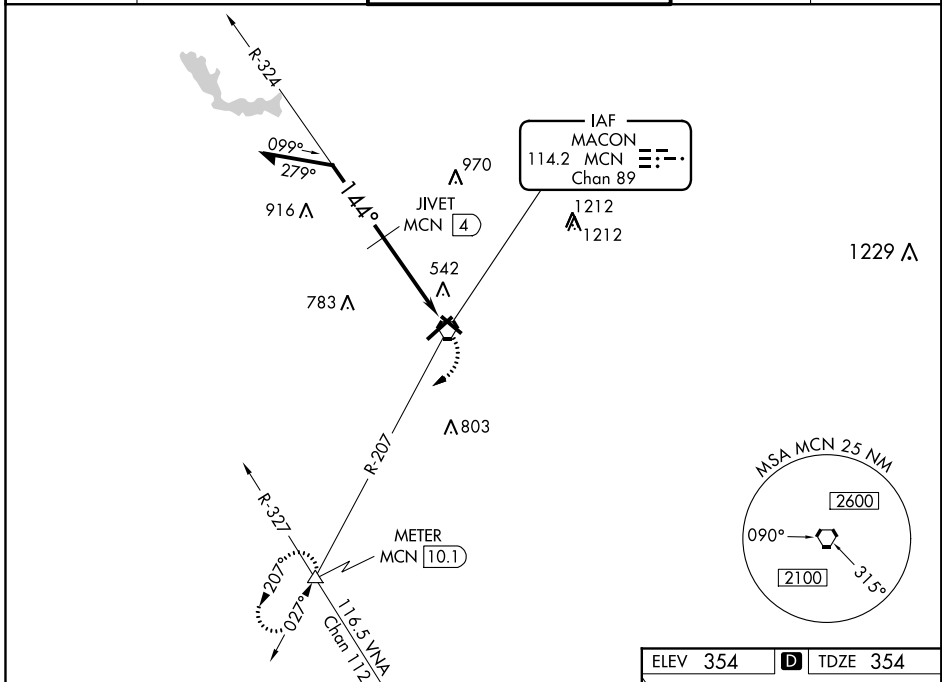 R-324
IAF
MACON
114.2 MCN
Chan 89
099°
279°
970
144°
JIVET
MCN 4
916
1212
1212
1229
542
783
803
R-207
MSA MCN 25 NM
2600
090°
315°
2100
R-327
METER
MCN 10.1
207°
027°
116.5 VNA
Chan 112
ELEV 354 D TDZE 354